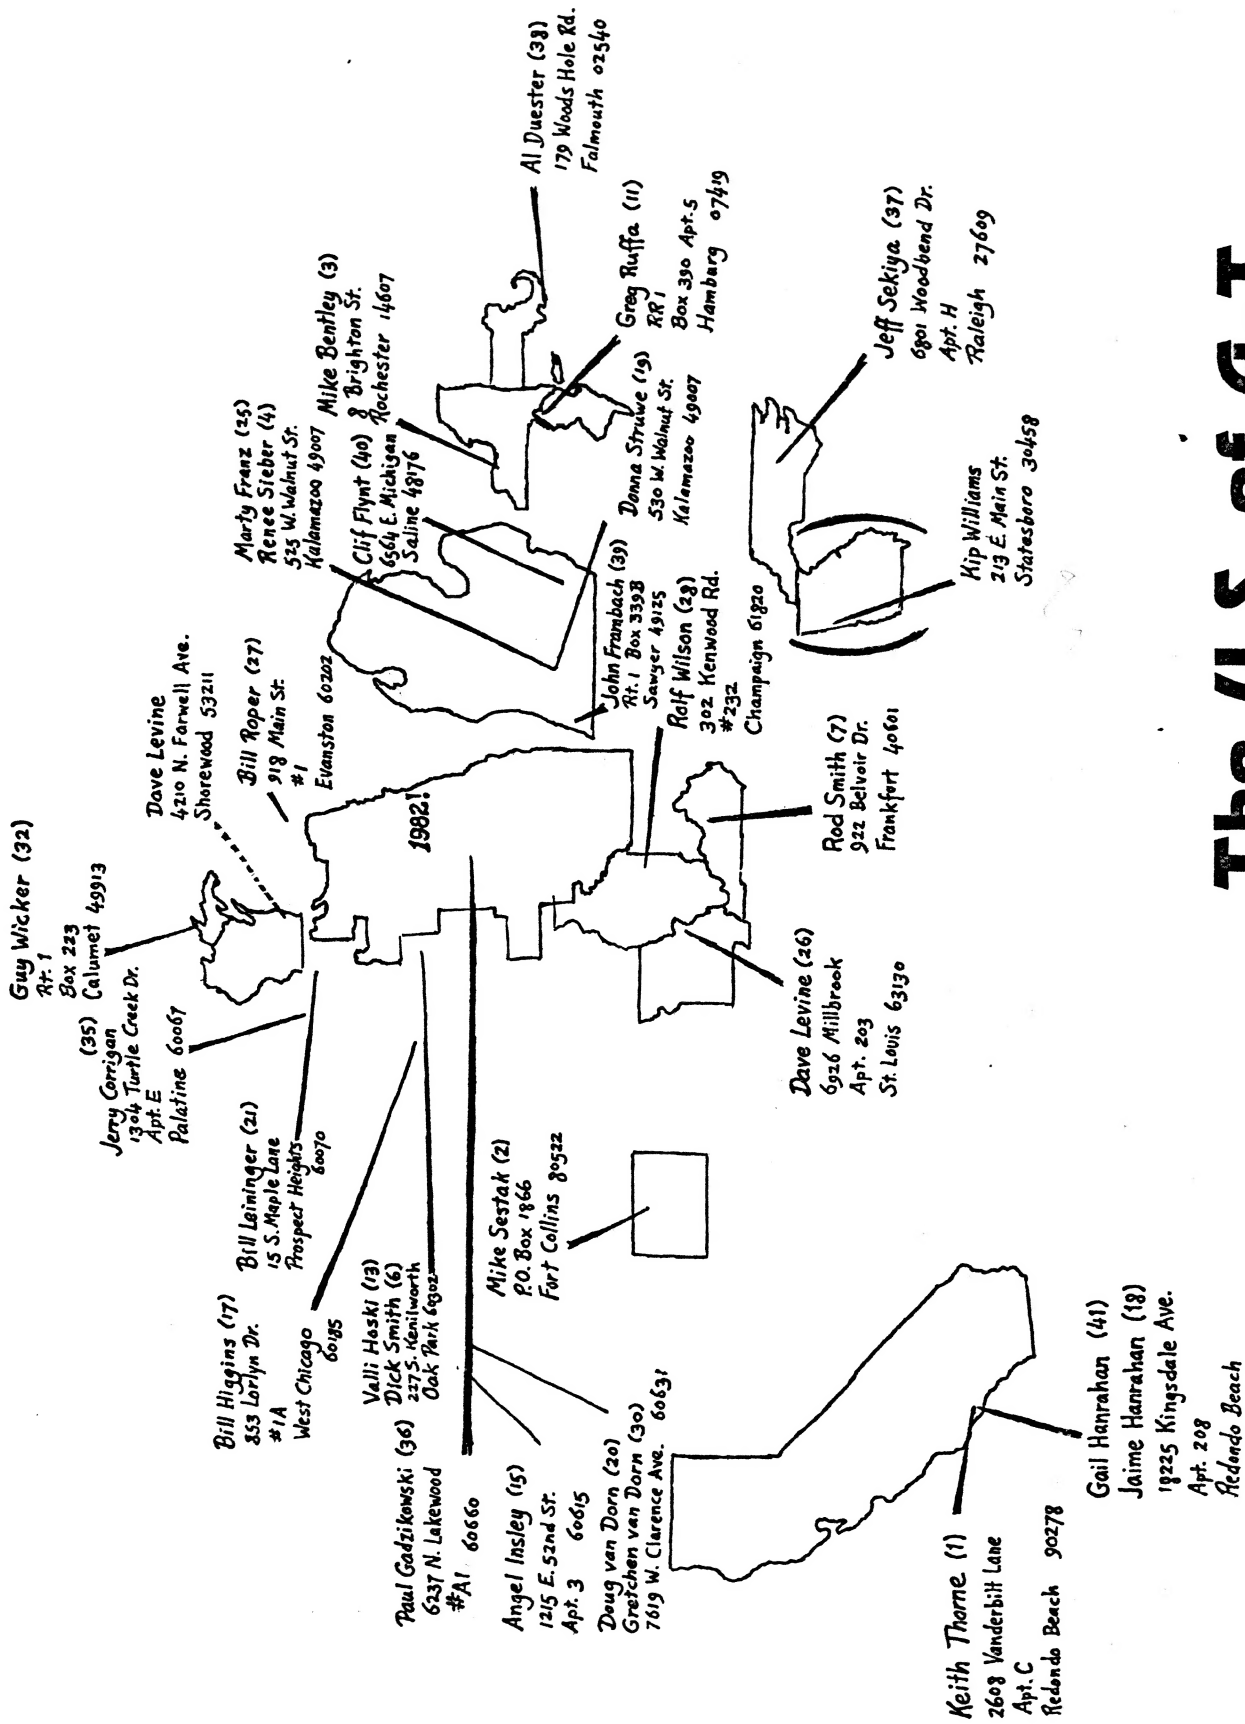 Guy Wicker (32)
Rt. 1
Box 223
Calumet 49913
(35)
Jerry Corrigan
1304 Turtle Creek Dr.
Apt. E
Palatine 60067
Dave Levine
4210 N. Farwell Ave.
Shorewood 53211
Bill Roper (27)
918 Main St.
#1
Evanston 60202
Bill Leininger (21)
15 S. Maple Lane
Prospect Heights
60070
Bill Higgins (17)
853 Lorlyn Dr.
#1A
West Chicago
60185
Valli Hoski (13)
Dick Smith (6)
227 S. Kenilworth
Oak Park 60302
Paul Gadzikowski (36)
6237 N. Lakewood
#A1 60660
Angel Insley (15)
1215 E. 52nd St.
Apt. 3 60615
Doug van Dorn (20)
Gretchen van Dorn (30)
7619 W. Clarence Ave. 60631
1982!
Marty Franz (25)
Renee Sieber (4)
525 W. Walnut St.
Kalamazoo 49007
Mike Bentley (3)
8 Brighton St.
Rochester 14607
Clif Flynt (40)
6564 E. Michigan
Saline 48176
Al Duester (38)
179 Woods Hole Rd.
Falmouth 02540
Greg Ruffa (11)
RR 1
Box 390 Apt. 5
Hamburg 07419
Donna Struwe (19)
530 W. Walnut St.
Kalamazoo 49007
John Frambach (39)
Rt. 1 Box 339B
Sawyer 49125
Ralf Wilson (28)
302 Kenwood Rd.
#232
Champaign 61820
Mike Sestak (2)
P.O. Box 1866
Fort Collins 80522
Dave Levine (26)
6926 Millbrook
Apt. 203
St. Louis 63130
Rod Smith (7)
922 Belvoir Dr.
Frankfort 40601
Jeff Sekiya (37)
6801 Woodbend Dr.
Apt. H
Raleigh 27609
Kip Williams
213 E. Main St.
Statesboro 30458
Keith Thorne (1)
2608 Vanderbilt Lane
Apt. C
Redondo Beach 90278
Gail Hanrahan (41)
Jaime Hanrahan (18)
18225 Kingsdale Ave.
Apt. 208
Redondo Beach